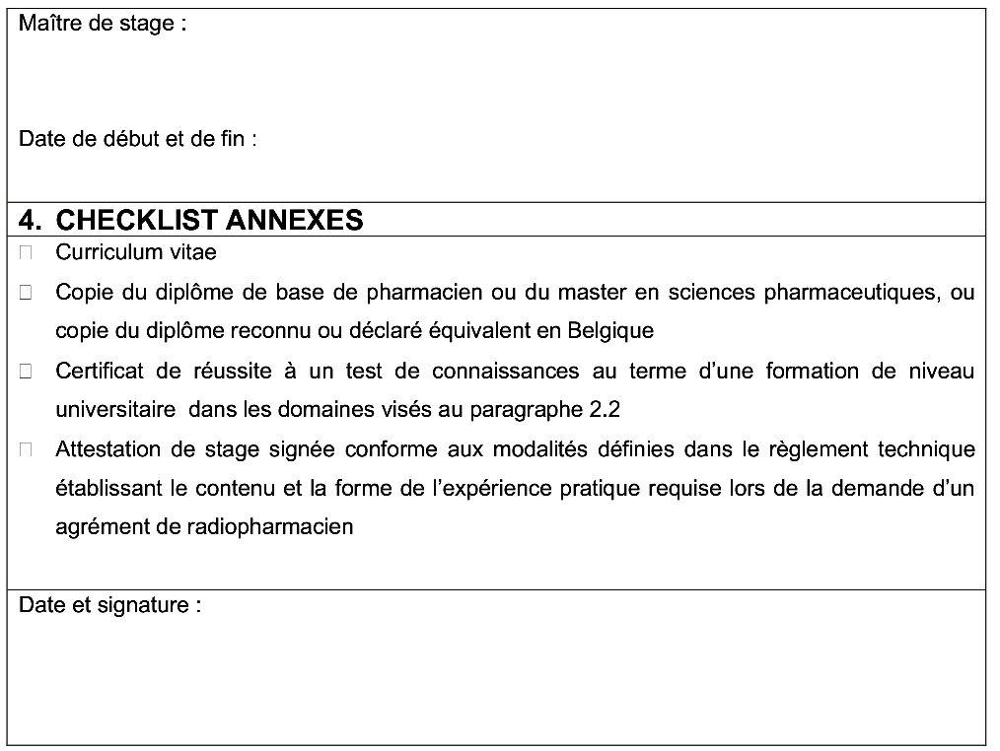 Maître de stage :
Date de début et de fin :
4. CHECKLIST ANNEXES
☐ Curriculum vitae
☐ Copie du diplôme de base de pharmacien ou du master en sciences pharmaceutiques, ou
copie du diplôme reconnu ou déclaré équivalent en Belgique
☐ Certificat de réussite à un test de connaissances au terme d’une formation de niveau
universitaire  dans les domaines visés au paragraphe 2.2
☐ Attestation de stage signée conforme aux modalités définies dans le règlement technique
établissant le contenu et la forme de l’expérience pratique requise lors de la demande d’un
agrément de radiopharmacien
Date et signature :